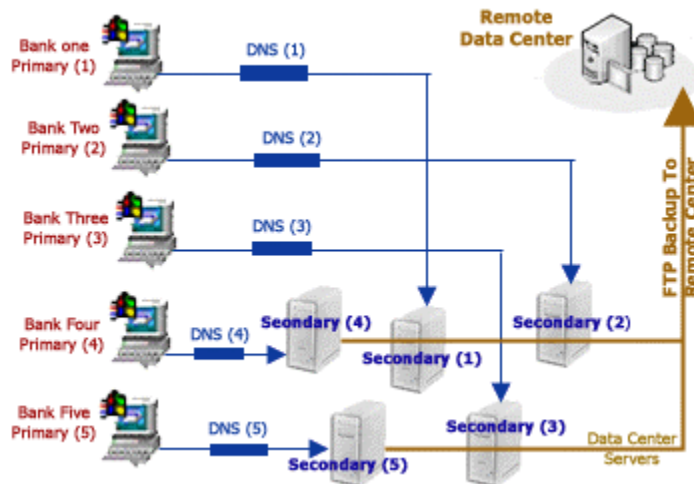 Remote
Data Center
Bank one
Primary (1)
DNS (1)
Bank Two
Primary (2)
DNS (2)
Bank Three
Primary (3)
DNS (3)
Bank Four
Primary (4)
DNS (4)
Secondary (4)
Secondary (1)
Secondary (2)
Bank Five
Primary (5)
DNS (5)
Secondary (5)
Secondary (3)
Data Center
Servers
FTP Backup To
Remote Center